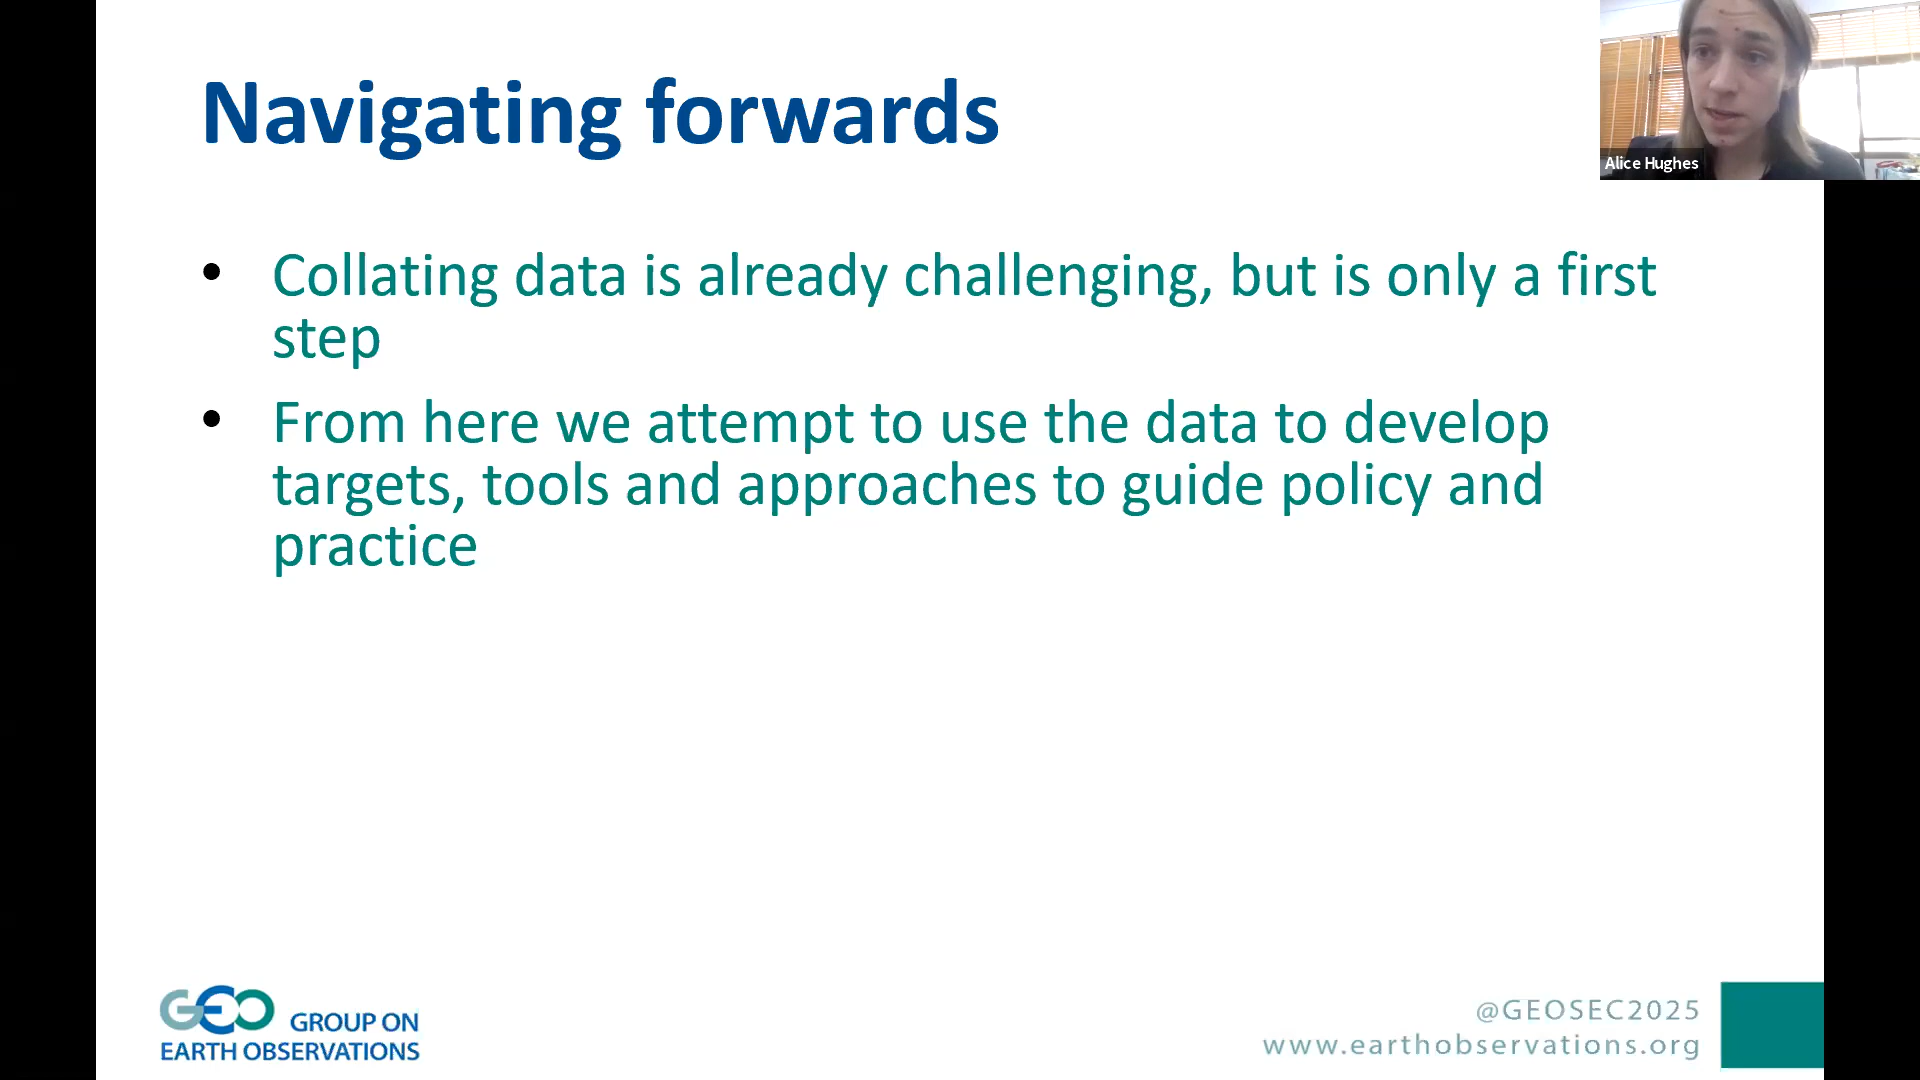 Navigating forwards
Alice Hughes
• Collating data is already challenging, but is only a first
step
• From here we attempt to use the data to develop
targets, tools and approaches to guide policy and
practice
GEO GROUP ON
EARTH OBSERVATIONS
@GEOSEC2025
www.earthobservations.org